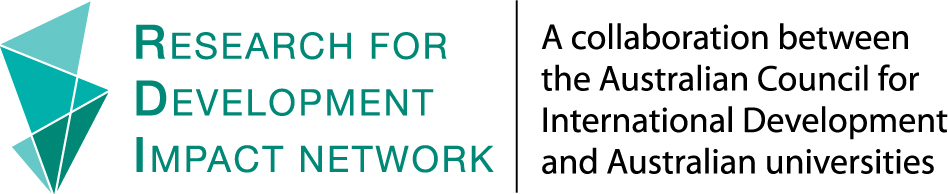 RESEARCH FOR
DEVELOPMENT
IMPACT NETWORK
A collaboration between
the Australian Council for
International Development
and Australian universities